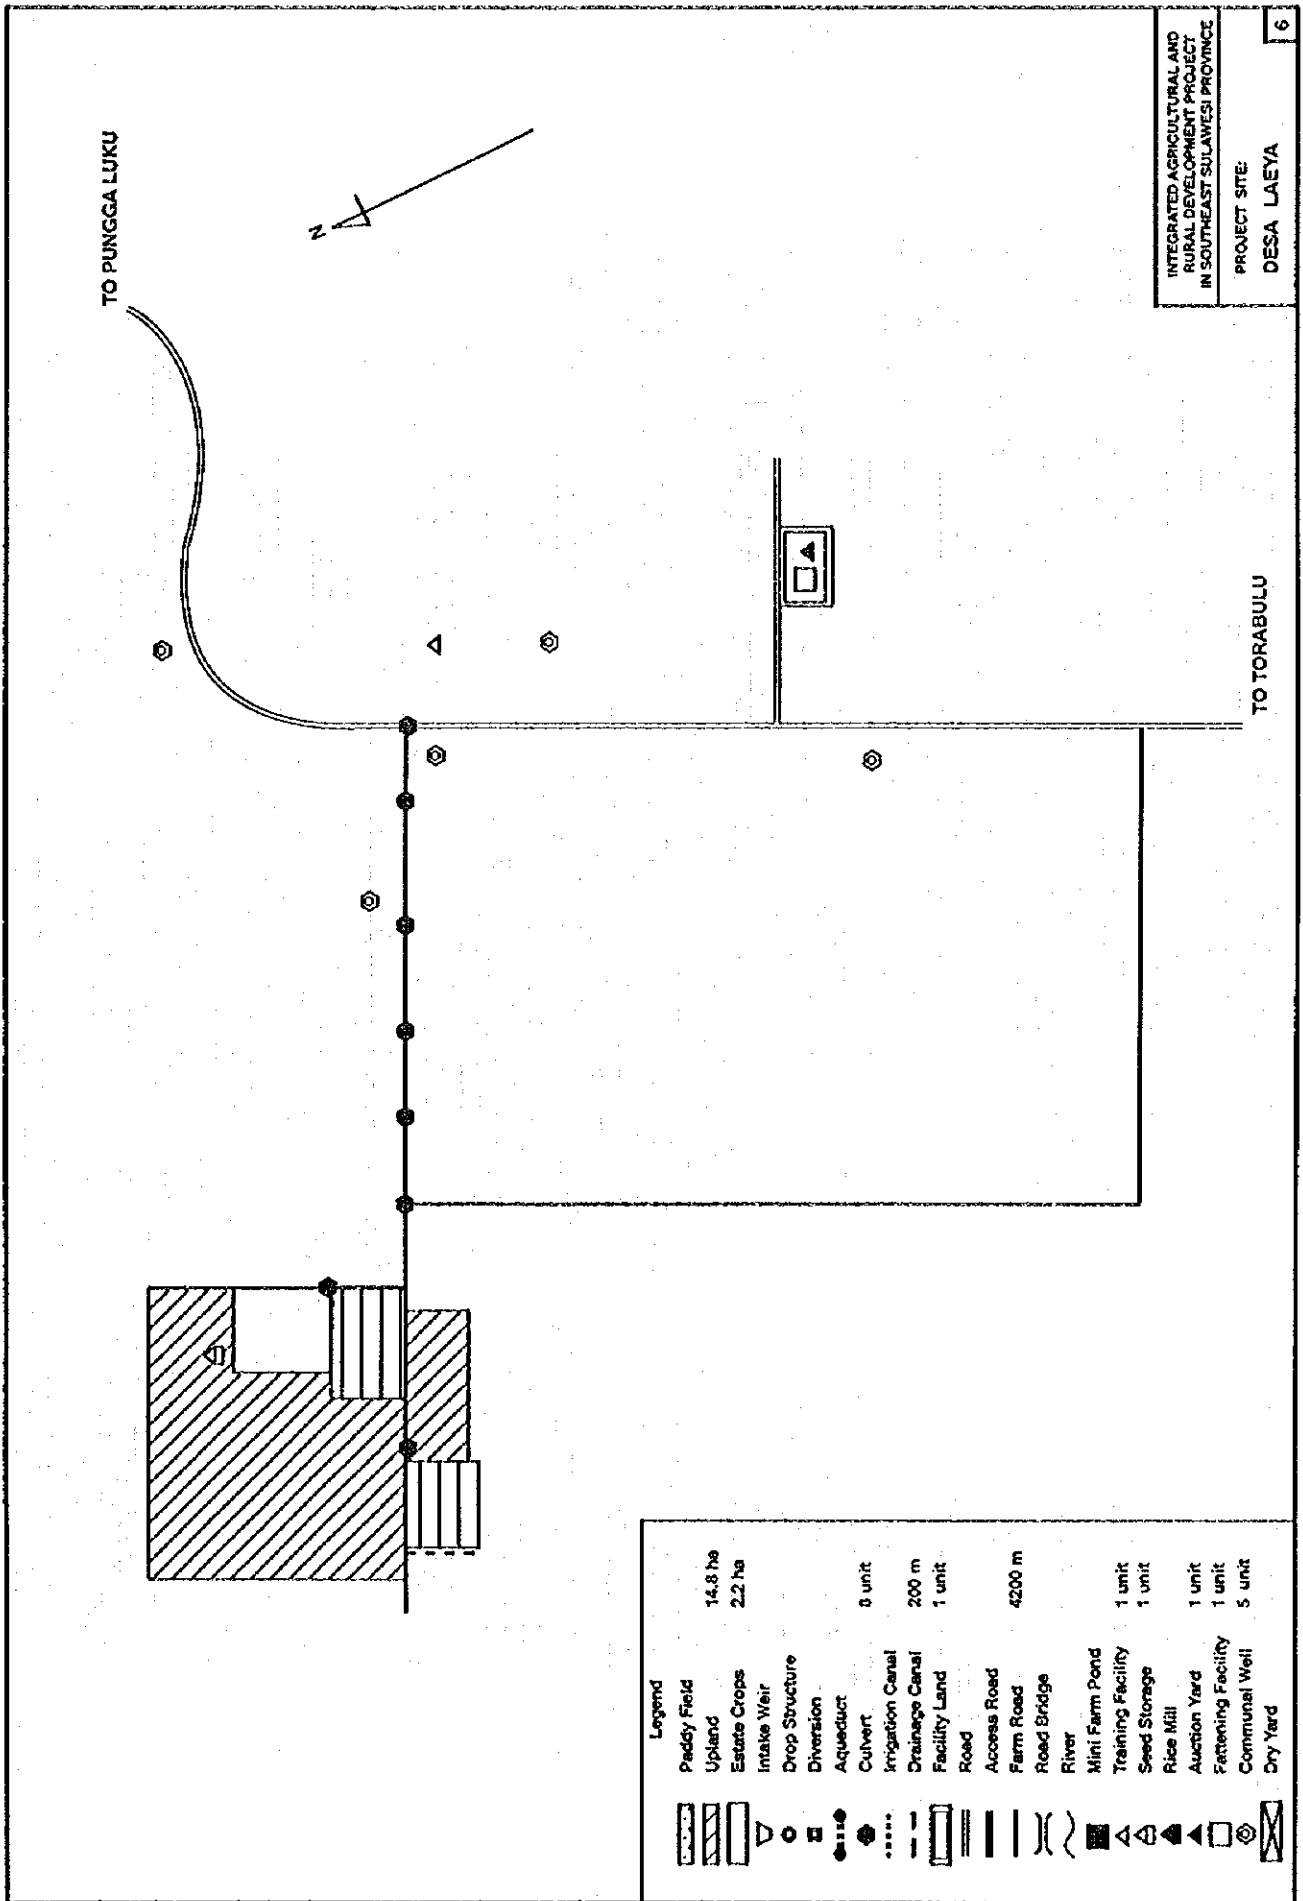 TO PUNGGA LUKU
N
TO TORABULU
Legend
Paddy Field
Upland 14.8 ha
Estate Crops 2.2 ha
Intake Weir
Drop Structure
Diversion
Aqueduct
Culvert 8 unit
Irrigation Canal
Drainage Canal 200 m
Facility Land 1 unit
Road
Access Road
Farm Road 4200 m
Road Bridge
River
Mini Farm Pond
Training Facility 1 unit
Seed Storage 1 unit
Rice Mill
Auction Yard 1 unit
Fattening Facility 1 unit
Communal Well 5 unit
Dry Yard
INTEGRATED AGRICULTURAL AND
RURAL DEVELOPMENT PROJECT
IN SOUTHEAST SULAWESI PROVINCE
PROJECT SITE:
DESA LAEYA
6